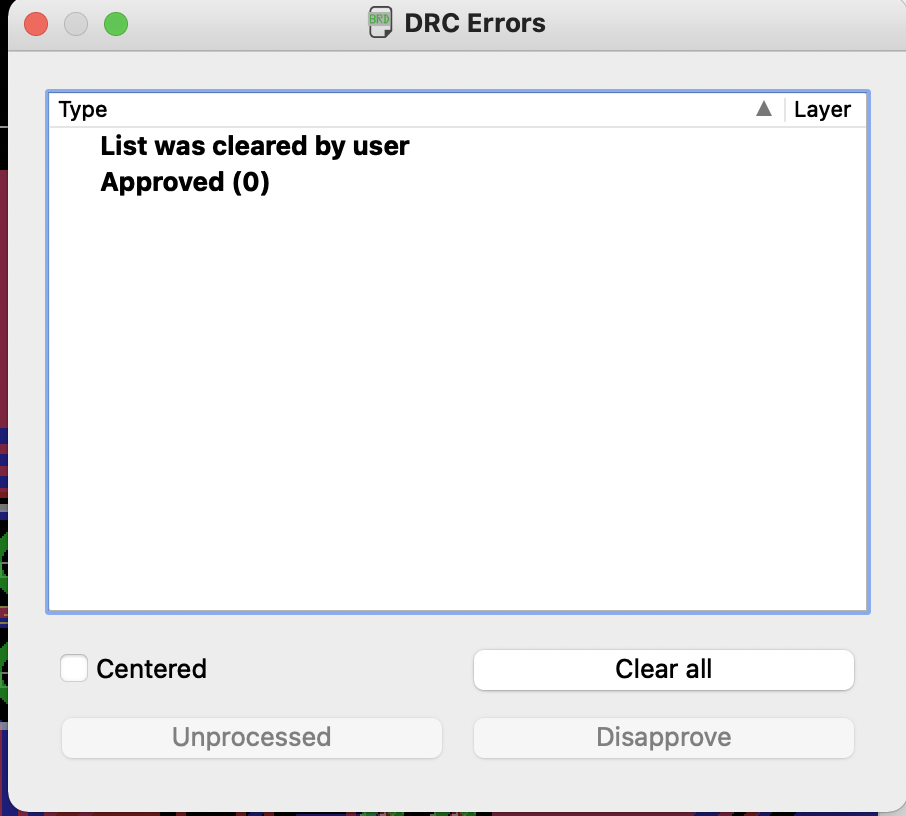 BRD DRC Errors
Type Layer
List was cleared by user
Approved (0)
Centered Clear all
Unprocessed Disapprove